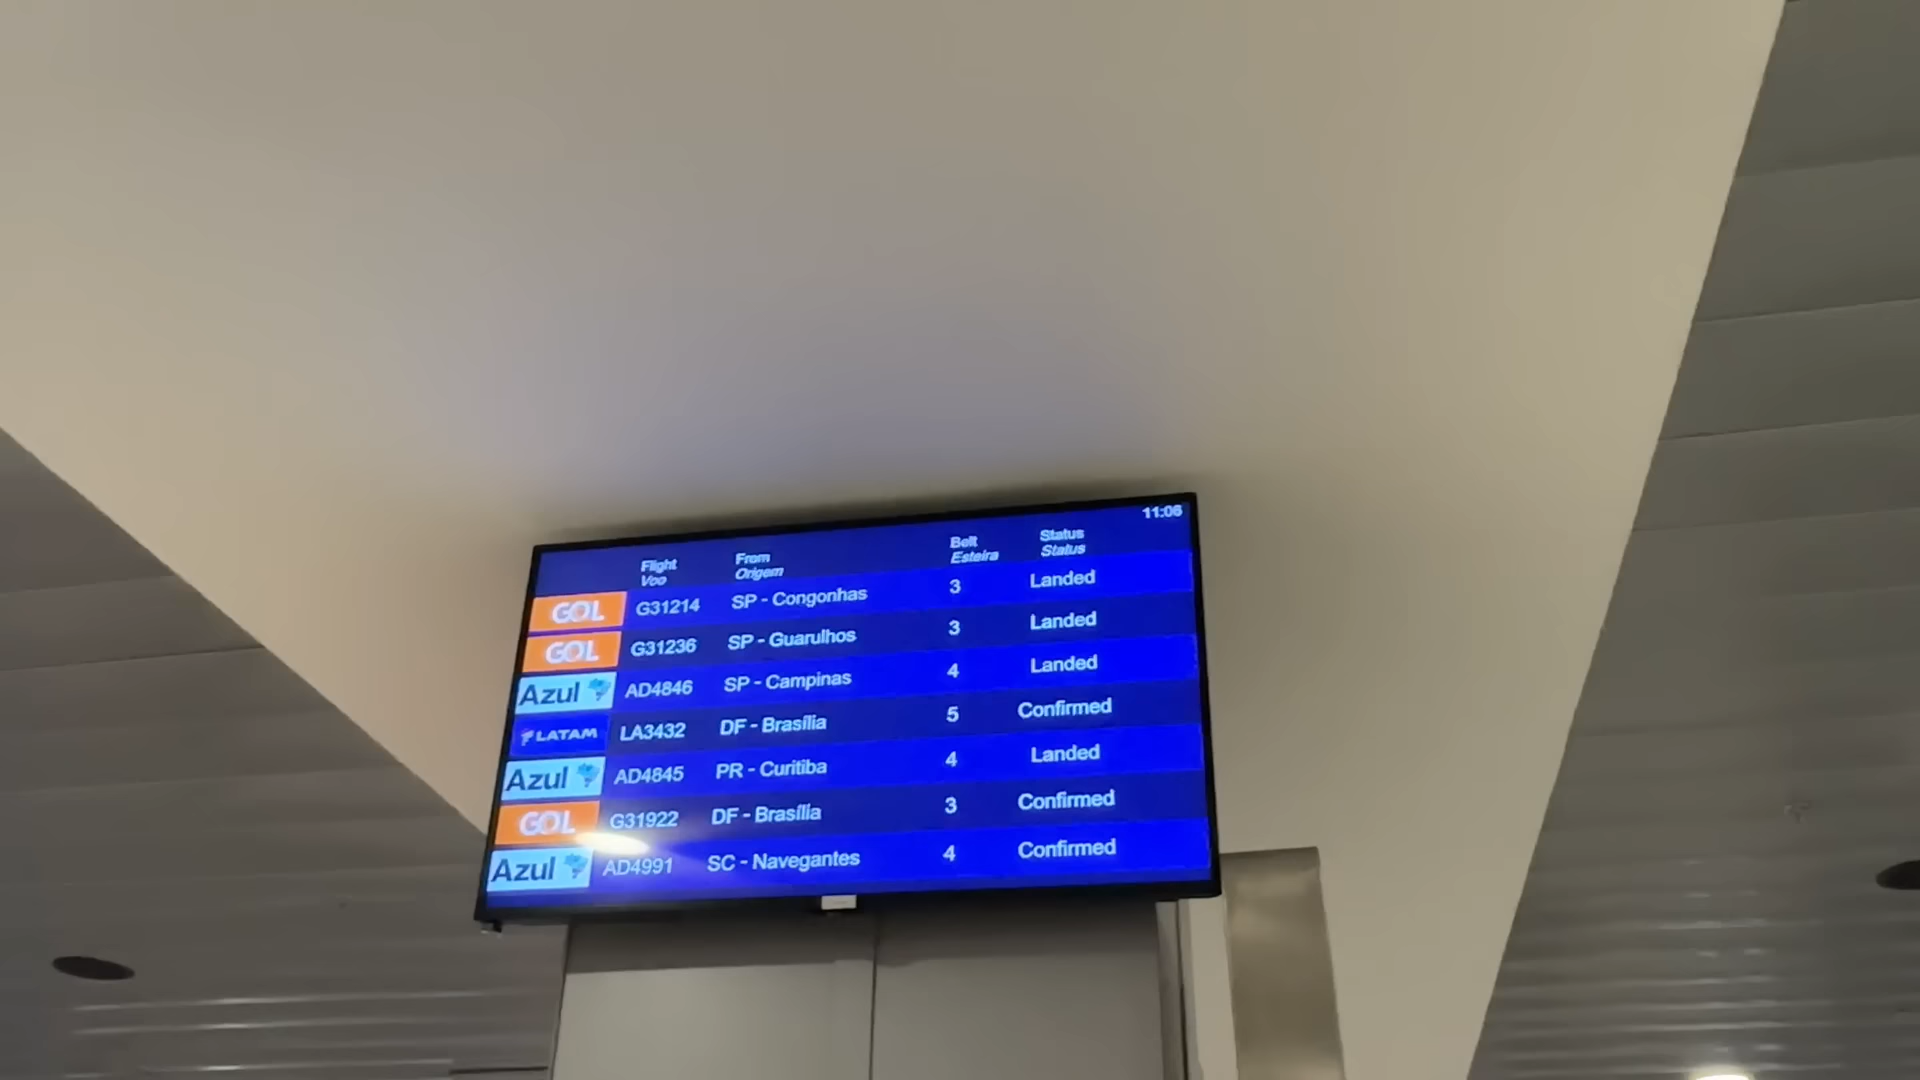 11:06
Flight From Belt Status
Voo Origem Esteira Status
GOL G31214 SP - Congonhas 3 Landed
GOL G31236 SP - Guarulhos 3 Landed
Azul AD4846 SP - Campinas 4 Landed
LATAM LA3432 DF - Brasília 5 Confirmed
Azul AD4845 PR - Curitiba 4 Landed
GOL G31922 DF - Brasília 3 Confirmed
Azul AD4991 SC - Navegantes 4 Confirmed